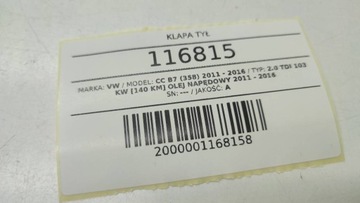 KLAPA TYŁ
116815
MARKA: VW / MODEL: CC B7 (358) 2011 - 2016 / TYP: 2.0 TDI 103
KW [140 KM] OLEJ NAPĘDOWY 2011 - 2016
SN: --- / JAKOŚĆ: A
2000001168158